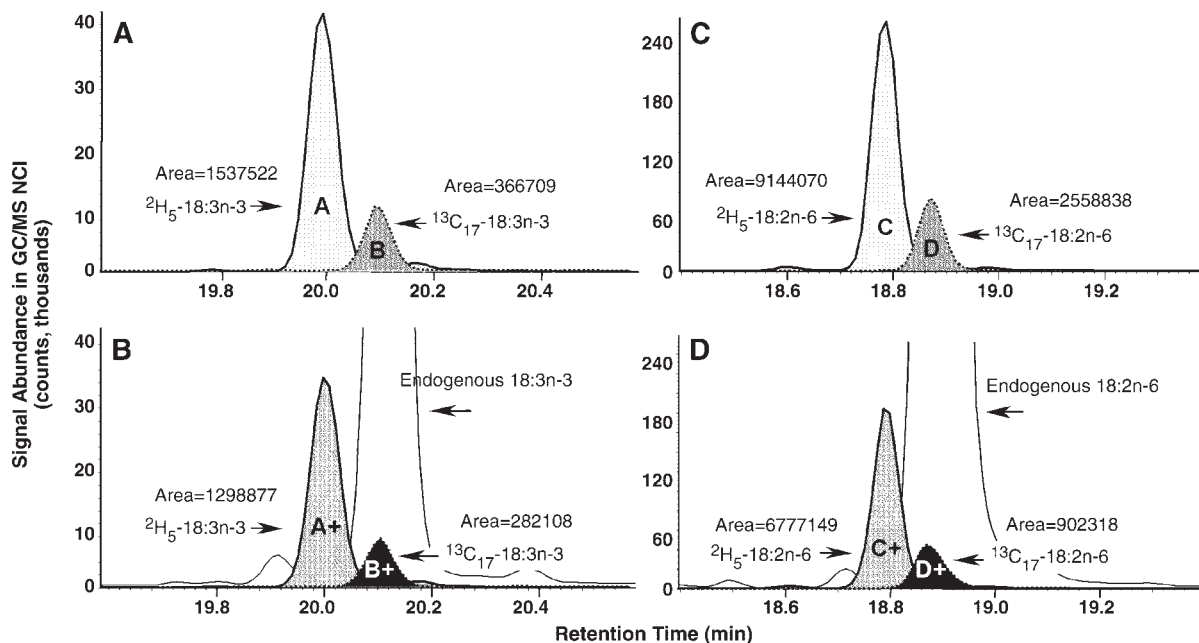 Signal Abundance in GC/MS NCI
(counts, thousands)
A
40
30
20
10
0
Area=1537522
²H₅-18:3n-3
A
Area=366709
¹³C₁₇-18:3n-3
B
19.8 20.0 20.2 20.4
C
240
180
120
60
0
Area=9144070
²H₅-18:2n-6
C
Area=2558838
¹³C₁₇-18:2n-6
D
18.6 18.8 19.0 19.2
B
40
30
20
10
0
Endogenous 18:3n-3
Area=1298877
²H₅-18:3n-3
A+
Area=282108
¹³C₁₇-18:3n-3
B+
19.8 20.0 20.2 20.4
D
240
180
120
60
0
Endogenous 18:2n-6
Area=6777149
²H₅-18:2n-6
C+
Area=902318
¹³C₁₇-18:2n-6
D+
18.6 18.8 19.0 19.2
Retention Time (min)